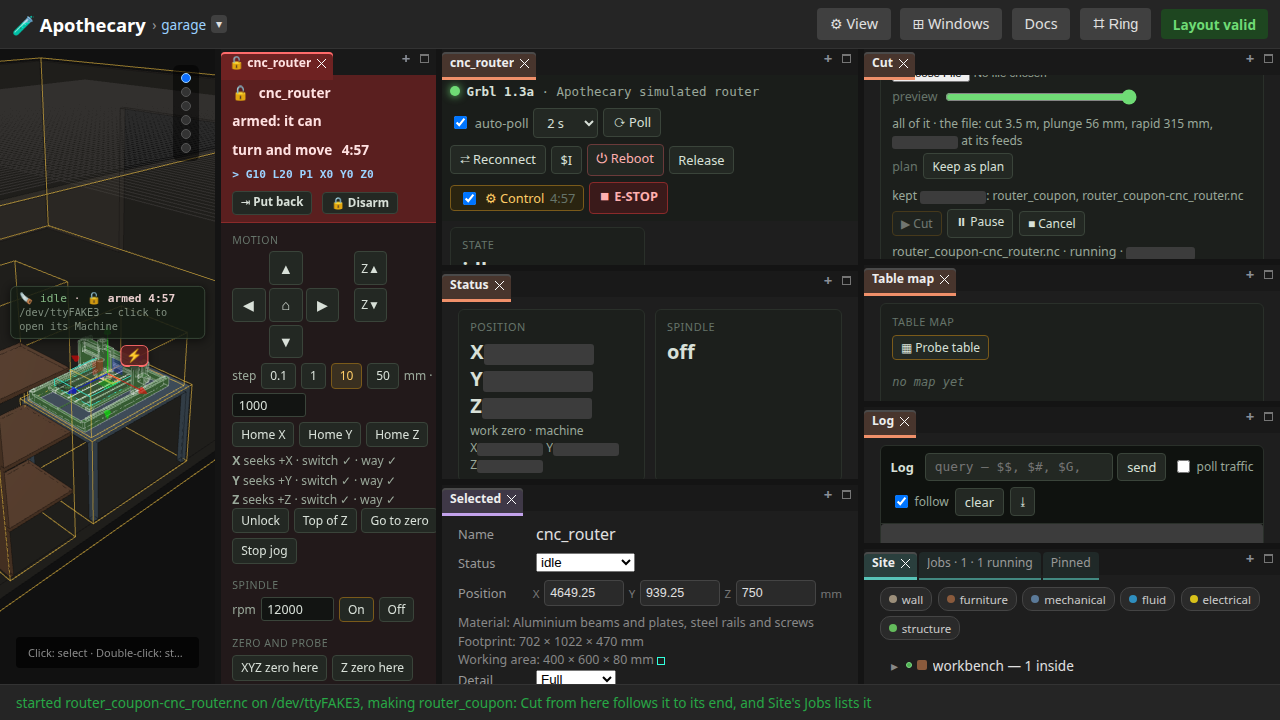 🧪 Apothecary › garage ▾
⚙ View
⊞ Windows
Docs
⌗ Ring
Layout valid
🔓 cnc_router
🔓 cnc_router
armed: it can
turn and move 4:57
> G10 L20 P1 X0 Y0 Z0
⇥ Put back
🔒 Disarm
MOTION
▲
Z▲
◀ ⌂ ▶
Z▼
▼
step 0.1 1 10 50 mm ·
1000
Home X Home Y Home Z
X seeks +X · switch ✓ · way ✓
Y seeks +Y · switch ✓ · way ✓
Z seeks +Z · switch ✓ · way ✓
Unlock Top of Z Go to zero
Stop jog
SPINDLE
rpm 12000 On Off
ZERO AND PROBE
XYZ zero here Z zero here
idle · 🔓 armed 4:57
/dev/ttyFAKE3 — click to
open its Machine
⚡
Click: select · Double-click: st...
cnc_router
Grbl 1.3a · Apothecary simulated router
auto-poll 2 s ⟳ Poll
⇄ Reconnect $I ⏻ Reboot Release
⚙ Control 4:57 ■ E-STOP
STATE
Status
POSITION
X
Y
Z
work zero · machine
X Y
Z
SPINDLE
off
Selected
Name cnc_router
Status idle
Position X 4649.25 Y 939.25 Z 750 mm
Material: Aluminium beams and plates, steel rails and screws
Footprint: 702 × 1022 × 470 mm
Working area: 400 × 600 × 80 mm
Detail Full
Cut
preview
all of it · the file: cut 3.5 m, plunge 56 mm, rapid 315 mm,
at its feeds
plan Keep as plan
kept : router_coupon, router_coupon-cnc_router.nc
▶ Cut ⏸ Pause ■ Cancel
router_coupon-cnc_router.nc · running ·
Table map
TABLE MAP
▦ Probe table
no map yet
Log
Log query — $$, $#, $G, send poll traffic
follow clear ⤓
Site
Jobs · 1 · 1 running
Pinned
wall furniture mechanical fluid electrical
structure
▸ workbench — 1 inside
started router_coupon-cnc_router.nc on /dev/ttyFAKE3, making router_coupon: Cut from here follows it to its end, and Site's Jobs lists it